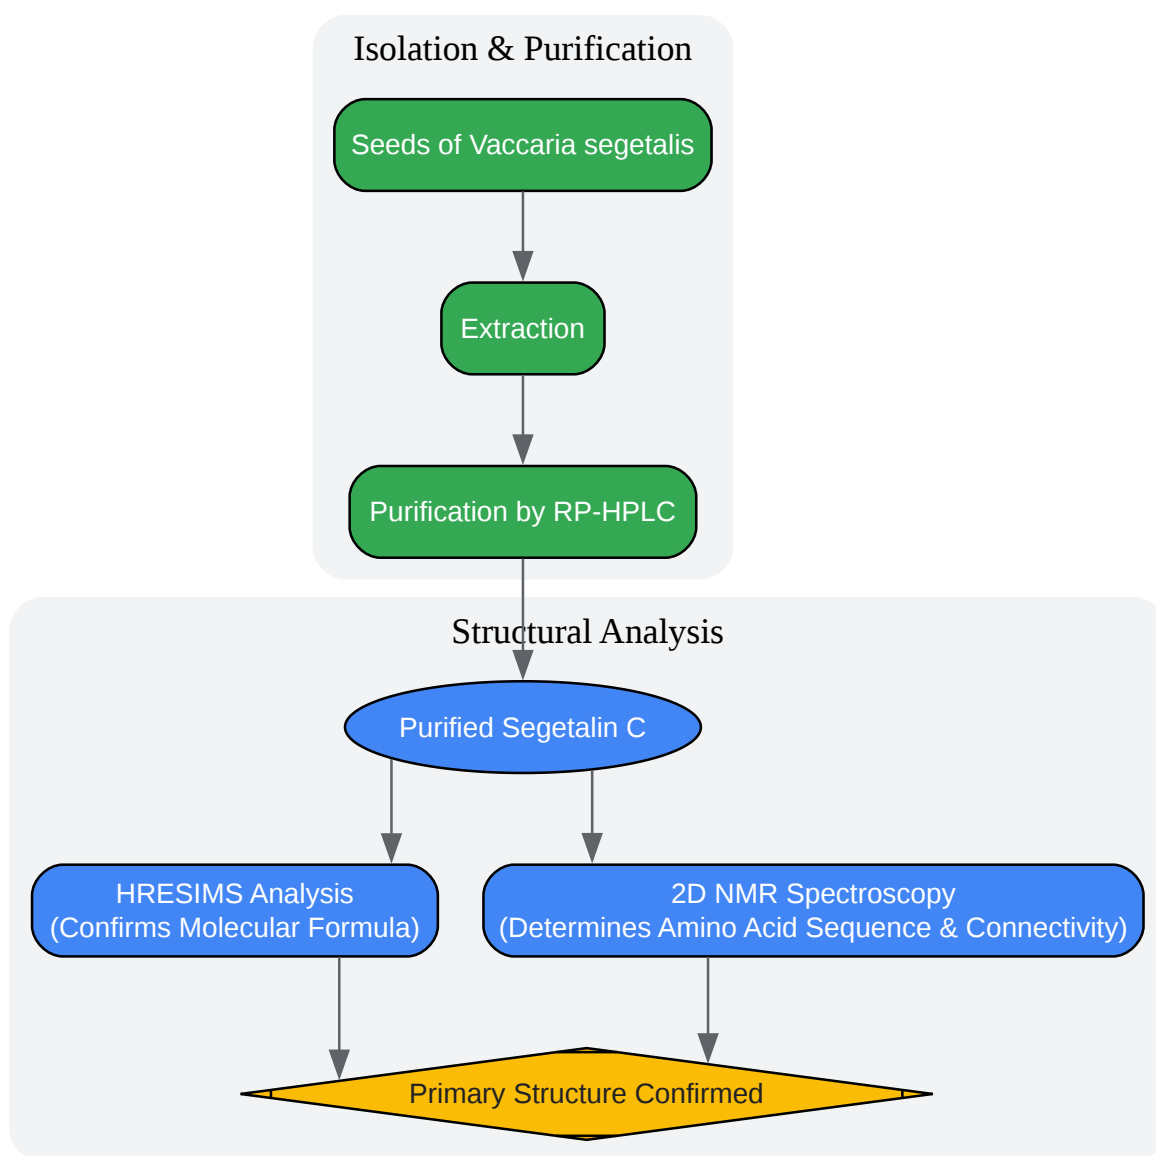 Isolation & Purification
Seeds of Vaccaria segetalis
Extraction
Purification by RP-HPLC
Structural Analysis
Purified Segetalin C
HRESIMS Analysis
(Confirms Molecular Formula)
2D NMR Spectroscopy
(Determines Amino Acid Sequence & Connectivity)
Primary Structure Confirmed